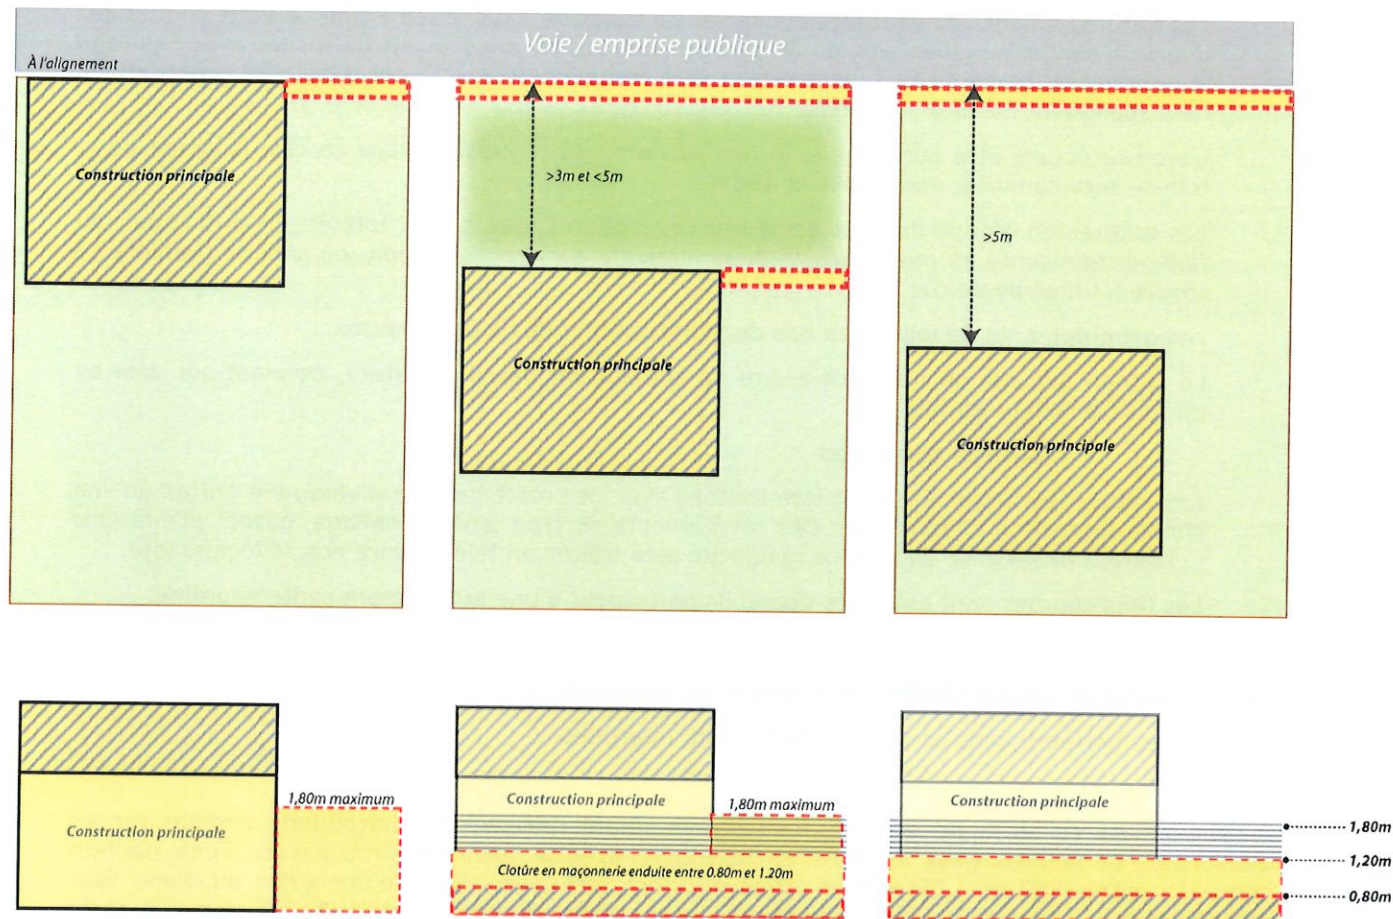 Voie / emprise publique
À l'alignement
Construction principale
>3m et <5m
>5m
Construction principale
Construction principale
1,80m maximum
Construction principale
Construction principale
1,80m maximum
Clotûre en maçonnerie enduite entre 0.80m et 1,20m
Construction principale
1,80m
1,20m
0,80m